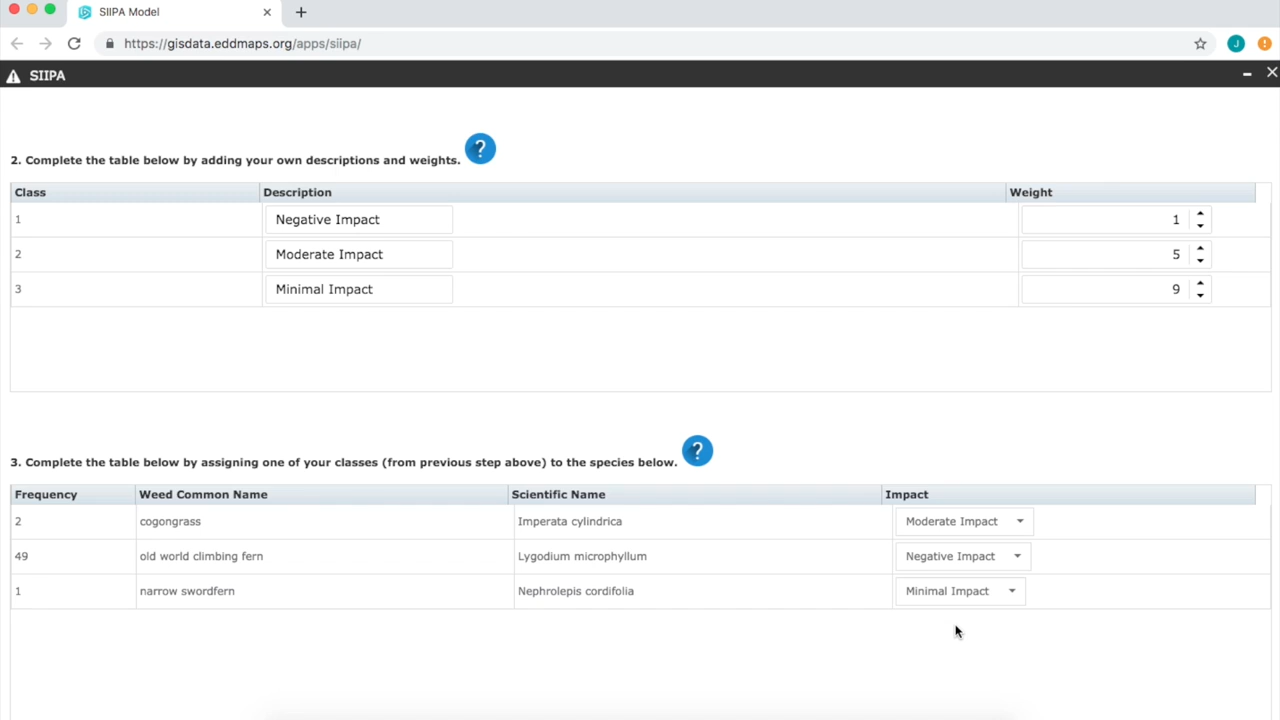 SIIPA Model
https://gisdata.eddmaps.org/apps/siipa/
J
SIIPA
2. Complete the table below by adding your own descriptions and weights. ?
Class Description Weight
1 Negative Impact 1
2 Moderate Impact 5
3 Minimal Impact 9
3. Complete the table below by assigning one of your classes (from previous step above) to the species below. ?
Frequency Weed Common Name Scientific Name Impact
2 cogongrass Imperata cylindrica Moderate Impact
49 old world climbing fern Lygodium microphyllum Negative Impact
1 narrow swordfern Nephrolepis cordifolia Minimal Impact